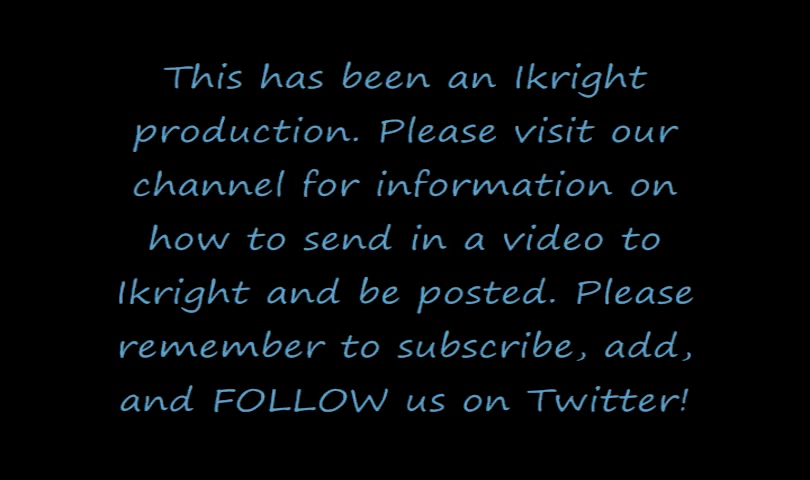 This has been an Ikright
production. Please visit our
channel for information on
how to send in a video to
Ikright and be posted. Please
remember to subscribe, add,
and FOLLOW us on Twitter!